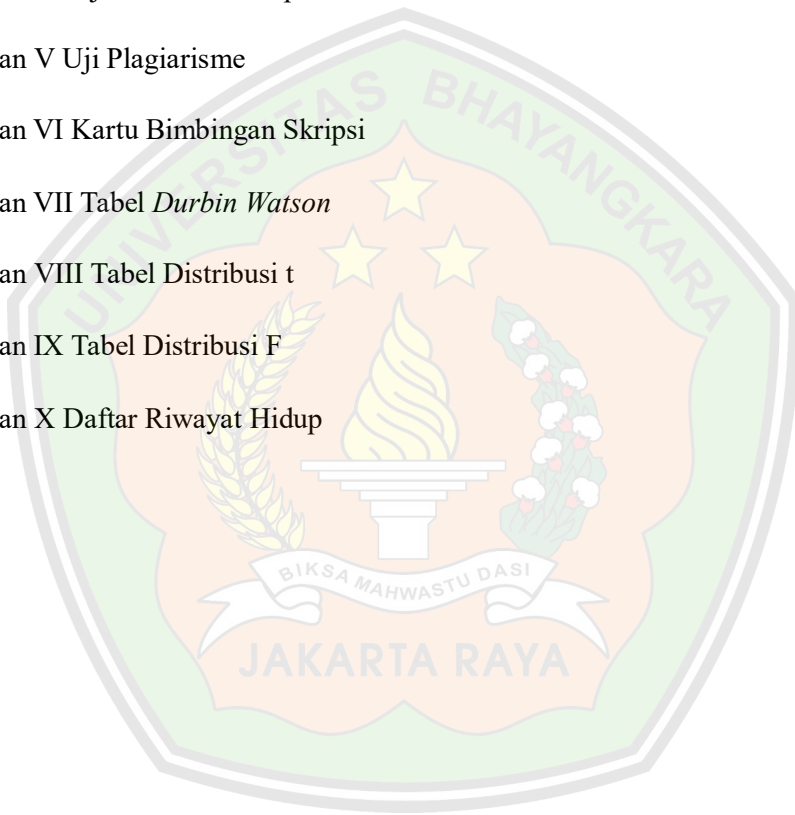 an V Uji Plagiarisme
an VI Kartu Bimbingan Skripsi
an VII Tabel Durbin Watson
an VIII Tabel Distribusi t
an IX Tabel Distribusi F
an X Daftar Riwayat Hidup
UNIVERSITAS BHAYANGKARA
BIKSA MAHWASTU DASI
JAKARTA RAYA